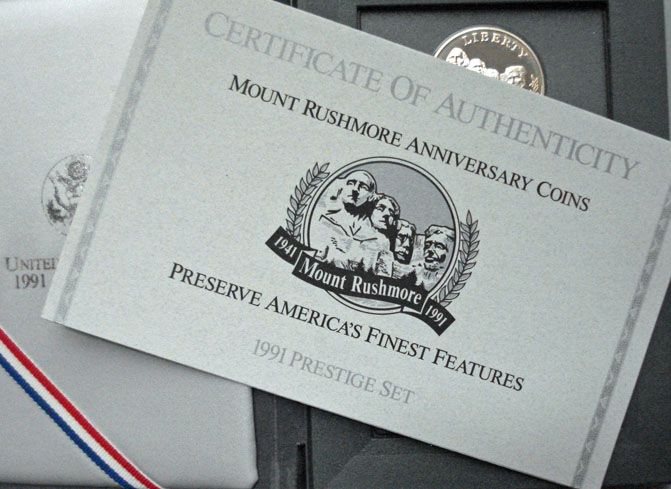 LIBERTY
CERTIFICATE OF AUTHENTICITY
MOUNT RUSHMORE ANNIVERSARY COINS
1941 Mount Rushmore 1991
PRESERVE AMERICA'S FINEST FEATURES
1991 PRESTIGE SET
UNITED
1991